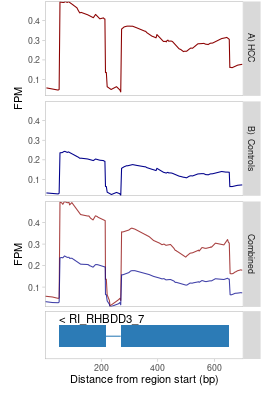 0.4
0.3
0.2
0.1
FPM
A) HCC
0.4
0.3
0.2
0.1
B) Controls
0.4
0.3
0.2
0.1
FPM
Combined
< RI_RHBDD3_7
200
400
600
Distance from region start (bp)